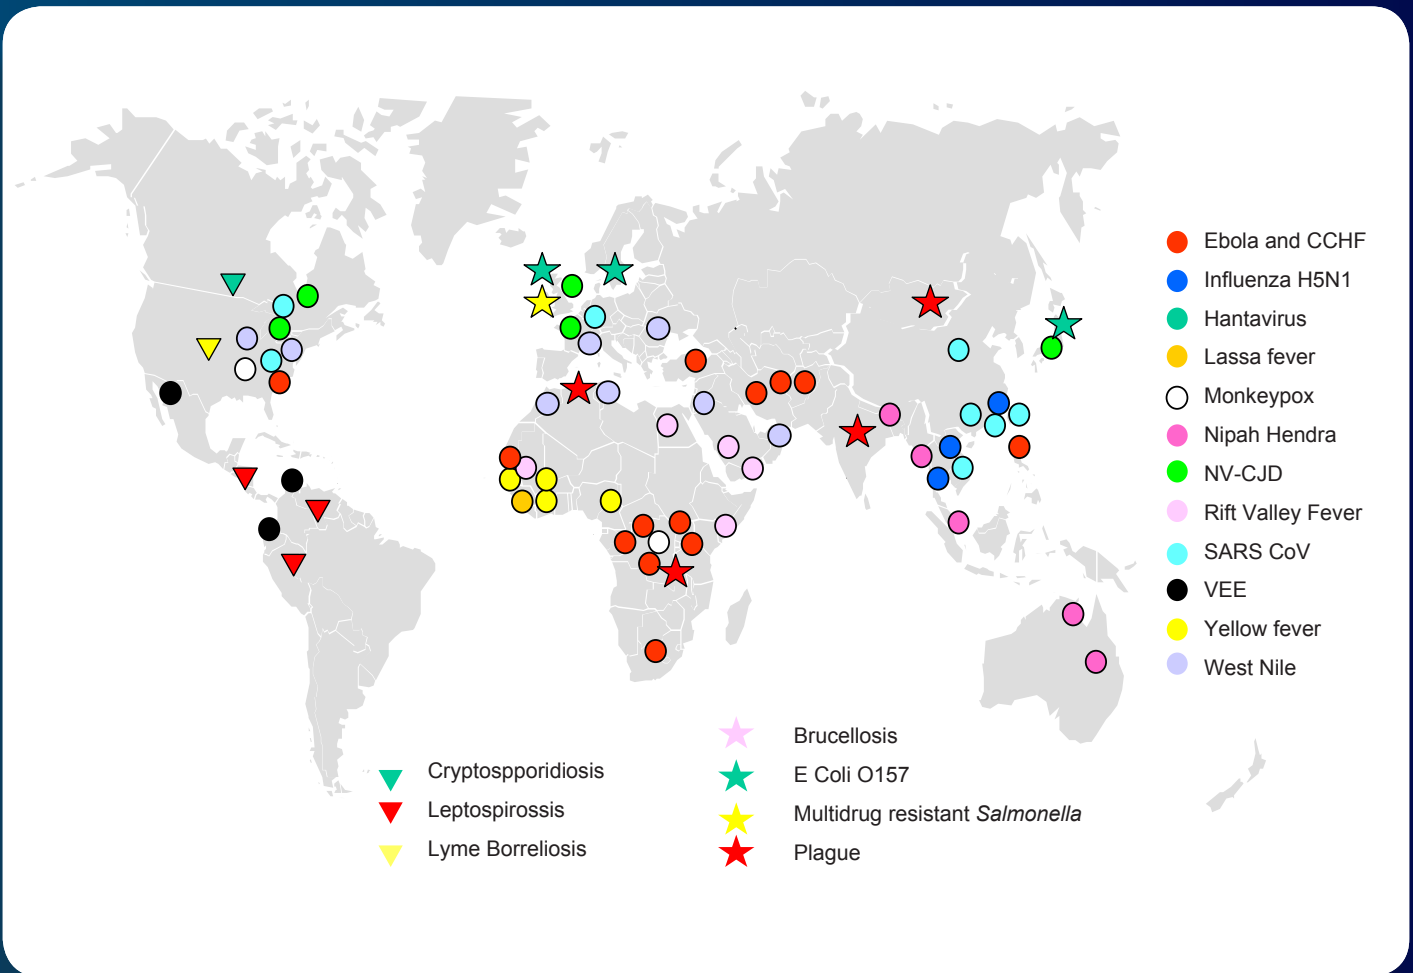 Ebola and CCHF
Influenza H5N1
Hantavirus
Lassa fever
Monkeypox
Nipah Hendra
NV-CJD
Rift Valley Fever
SARS CoV
VEE
Yellow fever
West Nile
Cryptospporidiosis
Leptospirossis
Lyme Borreliosis
Brucellosis
E Coli O157
Multidrug resistant Salmonella
Plague